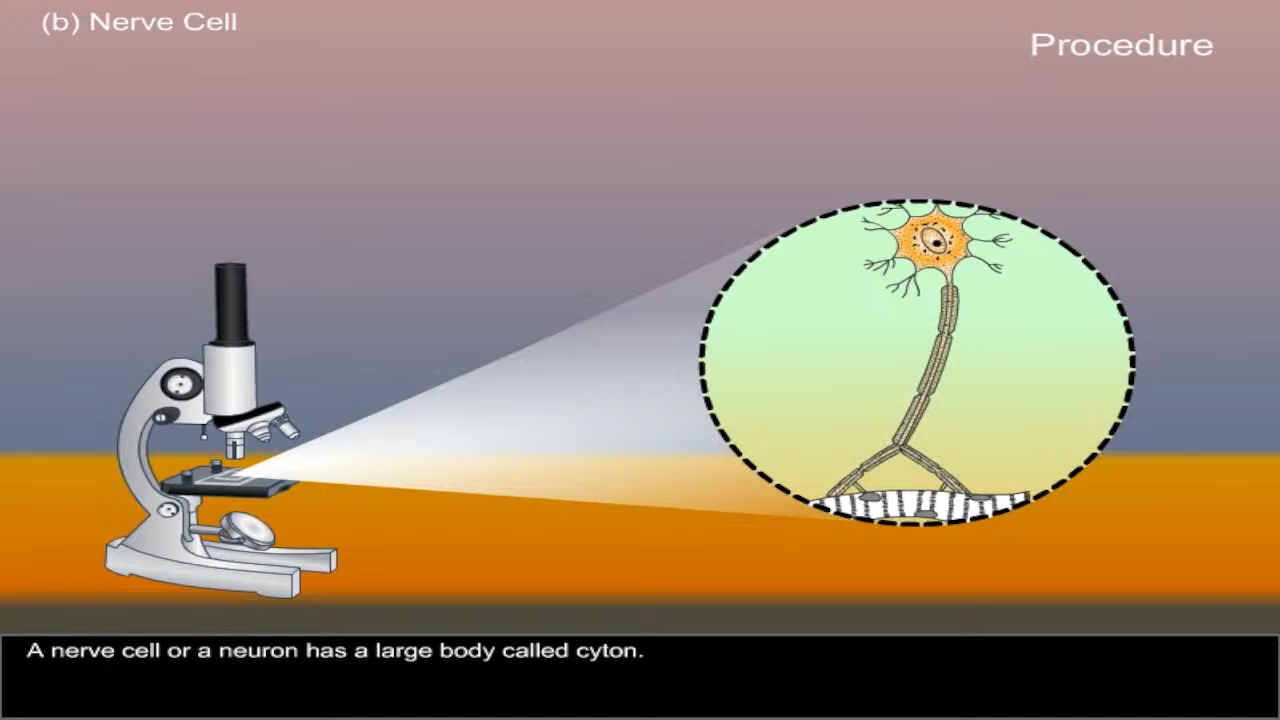 (b) Nerve Cell
Procedure
A nerve cell or a neuron has a large body called cyton.